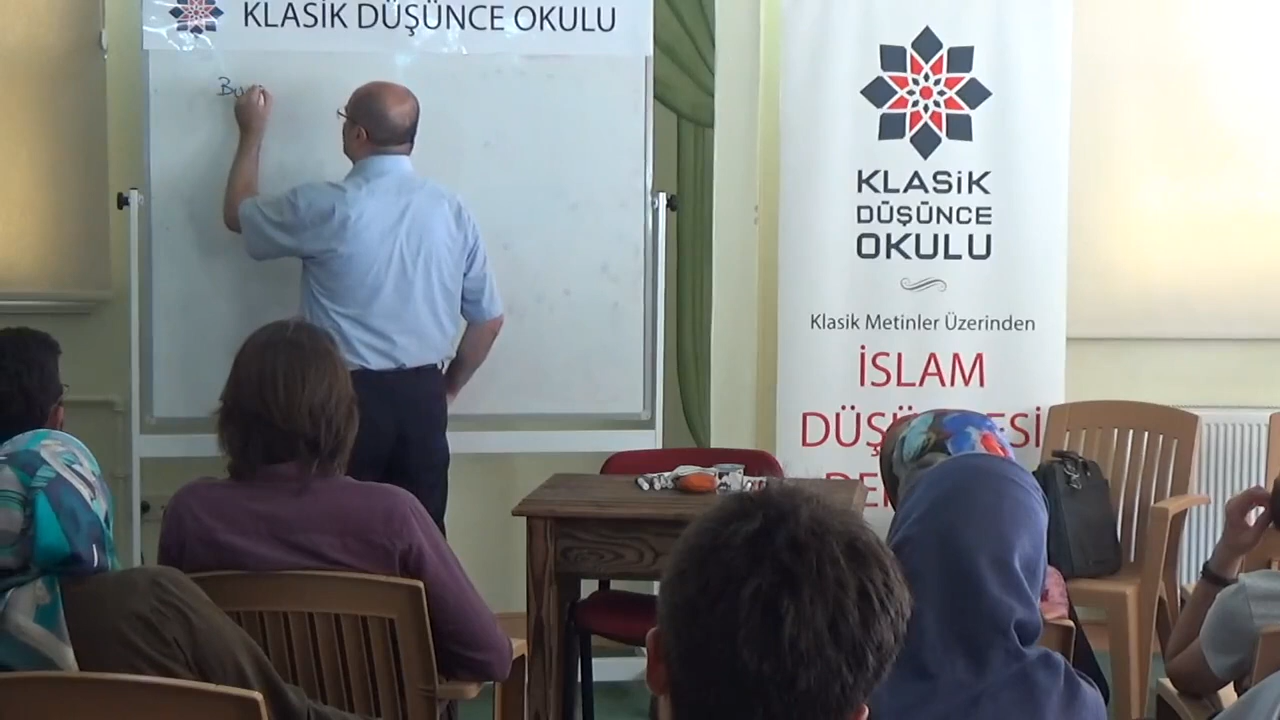 KLASİK DÜŞÜNCE OKULU
KLASİK
DÜŞÜNCE
OKULU
Klasik Metinler Üzerinden
İSLAM